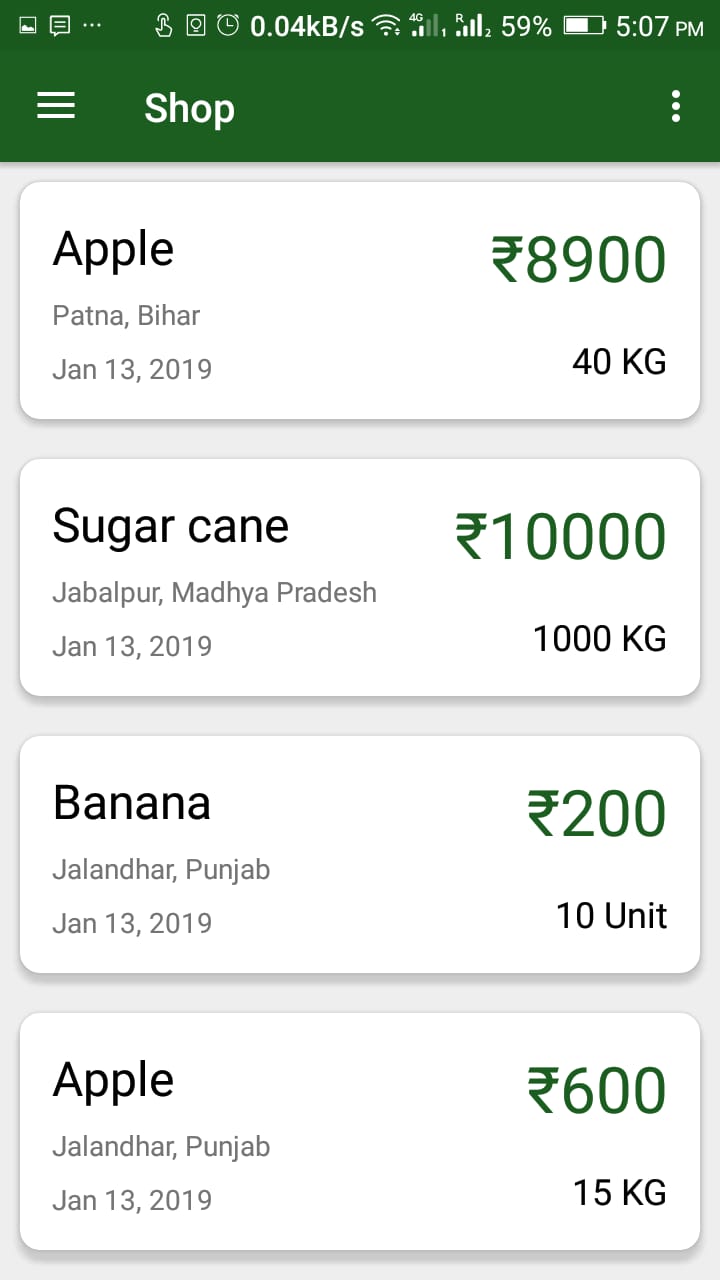 0.04kB/s 4G 1 R 2 59% 5:07 PM
Shop
Apple
₹8900
Patna, Bihar
Jan 13, 2019
40 KG
Sugar cane
₹10000
Jabalpur, Madhya Pradesh
Jan 13, 2019
1000 KG
Banana
₹200
Jalandhar, Punjab
Jan 13, 2019
10 Unit
Apple
₹600
Jalandhar, Punjab
Jan 13, 2019
15 KG